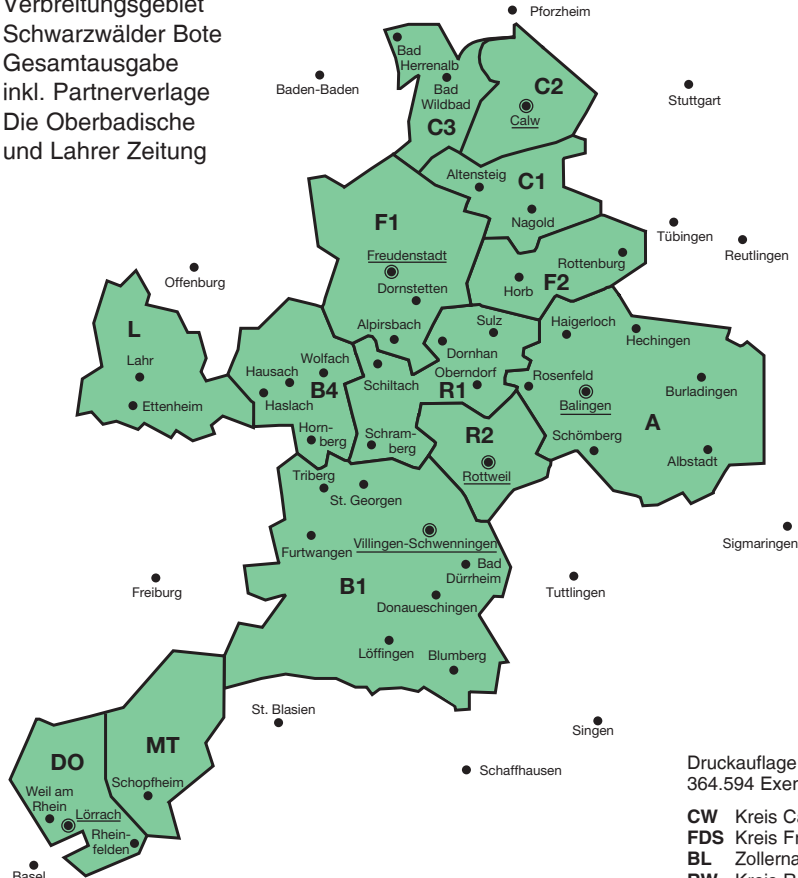 Verbreitungsgebiet
Schwarzwälder Bote
Gesamtausgabe
inkl. Partnerverlage
Die Oberbadische
und Lahrer Zeitung
Pforzheim
Bad
Herrenalb
Baden-Baden
Bad
Wildbad
C2
Stuttgart
Calw
C3
Altensteig
C1
Nagold
F1
Tübingen
Reutlingen
Freudenstadt
Rottenburg
Offenburg
Dornstetten
Horb
F2
L
Alpirsbach
Sulz
Haigerloch
Hechingen
Lahr
Wolfach
Dornhan
Hausach
B4
Schiltach
Oberndorf
R1
Rosenfeld
Burladingen
Ettenheim
Haslach
Balingen
A
Horn-
berg
Schram-
berg
R2
Schömberg
Albstadt
Triberg
Rottweil
St. Georgen
Furtwangen
Villingen-Schwenningen
Sigmaringen
Freiburg
B1
Bad
Dürrheim
Tuttlingen
Donaueschingen
Löffingen
Blumberg
St. Blasien
Singen
MT
DO
Schaffhausen
Schopfheim
Weil am
Rhein
Lörrach
Rhein-
felden
Basel
Druckauflage
364.594
CW Kreis
FDS Kreis
BL
RW Kreis